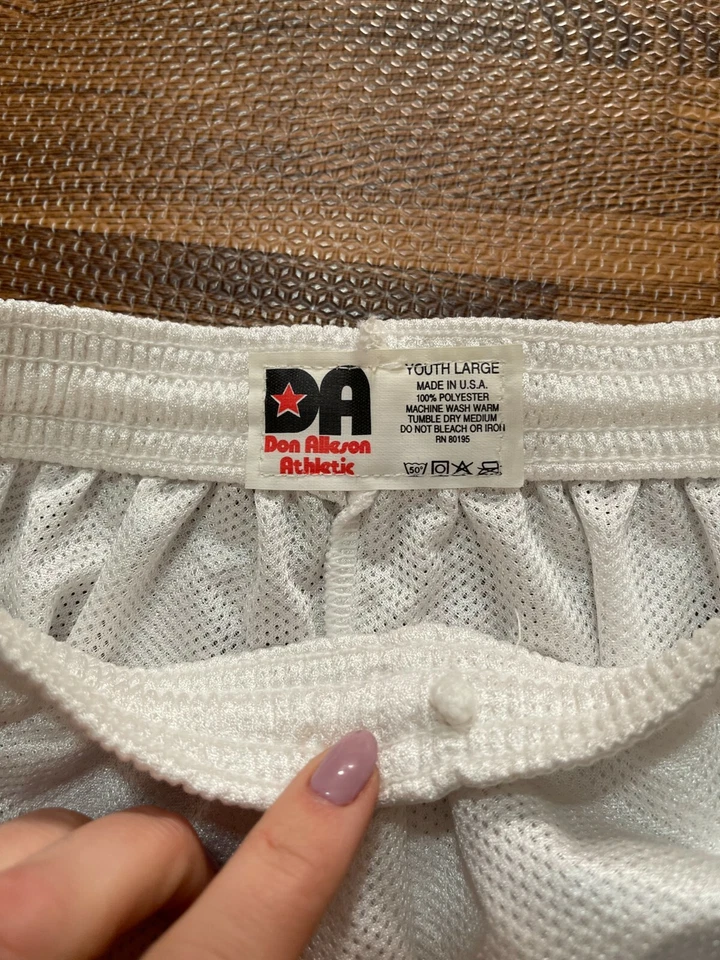 DA
Don Alleson
Athletic
YOUTH LARGE
MADE IN U.S.A.
100% POLYESTER
MACHINE WASH WARM
TUMBLE DRY MEDIUM
DO NOT BLEACH OR IRON
RN 80195
50°